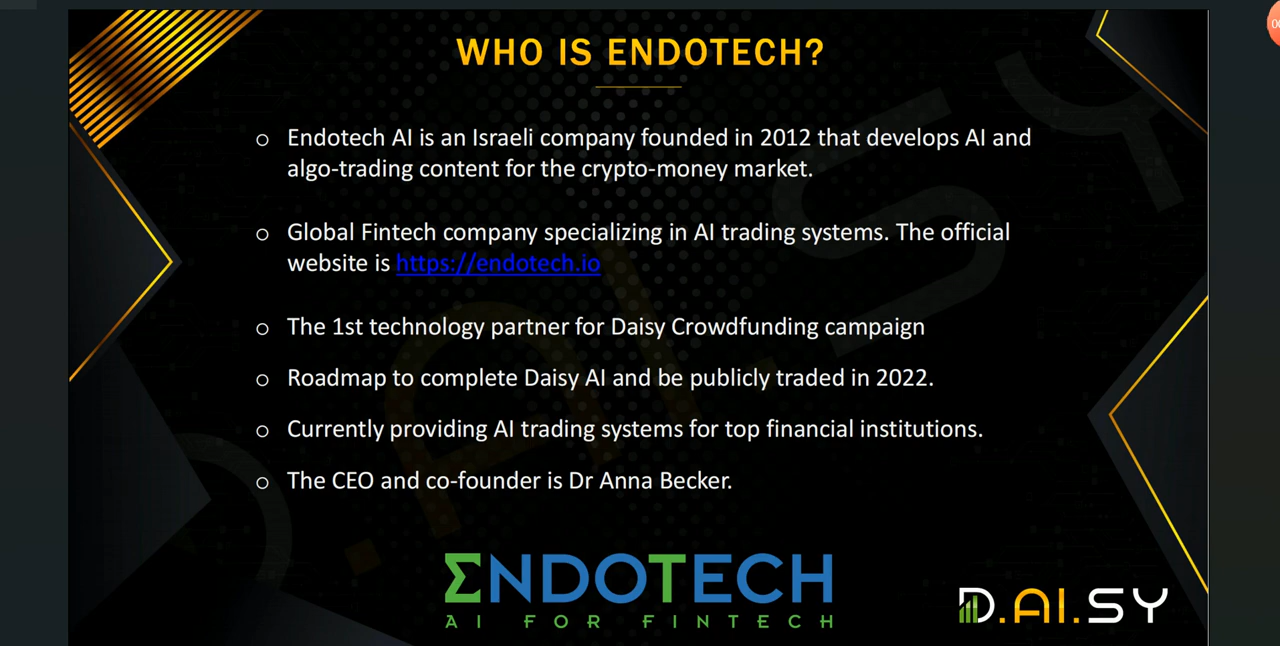 WHO IS ENDOTECH?
o Endotech AI is an Israeli company founded in 2012 that develops AI and
algo-trading content for the crypto-money market.
o Global Fintech company specializing in AI trading systems. The official
website is https://endotech.io
o The 1st technology partner for Daisy Crowdfunding campaign
o Roadmap to complete Daisy AI and be publicly traded in 2022.
o Currently providing AI trading systems for top financial institutions.
o The CEO and co-founder is Dr Anna Becker.
ΣNDOTECH
AI FOR FINTECH
D.AI.SY